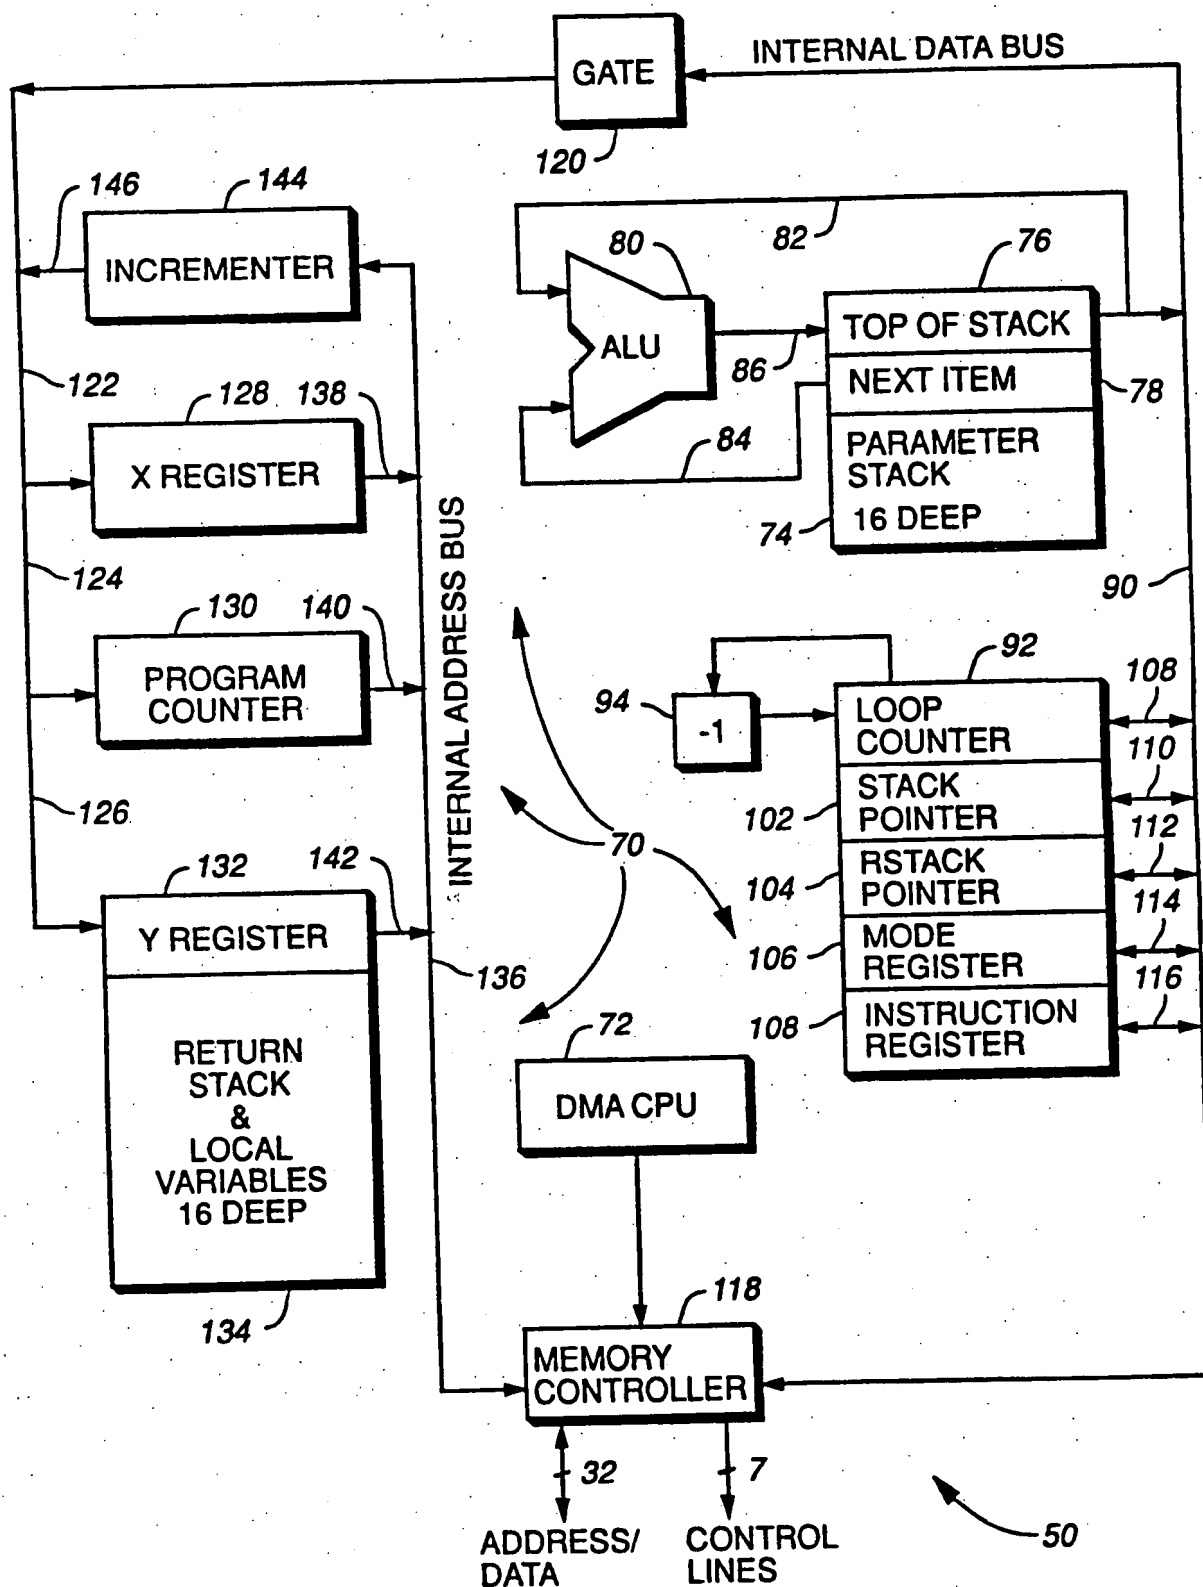 INTERNAL DATA BUS
GATE
120
146
144
INCREMENTER
82
80
76
ALU
86
TOP OF STACK
NEXT ITEM
78
84
PARAMETER
STACK
16 DEEP
74
122
128
138
X REGISTER
INTERNAL ADDRESS BUS
124
90
130
140
PROGRAM
COUNTER
92
94
-1
LOOP
COUNTER
108
110
126
102
STACK
POINTER
70
112
132
142
104
RSTACK
POINTER
114
Y REGISTER
106
MODE
REGISTER
136
116
108
INSTRUCTION
REGISTER
72
RETURN
STACK
&
LOCAL
VARIABLES
16 DEEP
DMA CPU
134
118
MEMORY
CONTROLLER
32
7
ADDRESS/
DATA
CONTROL
LINES
50